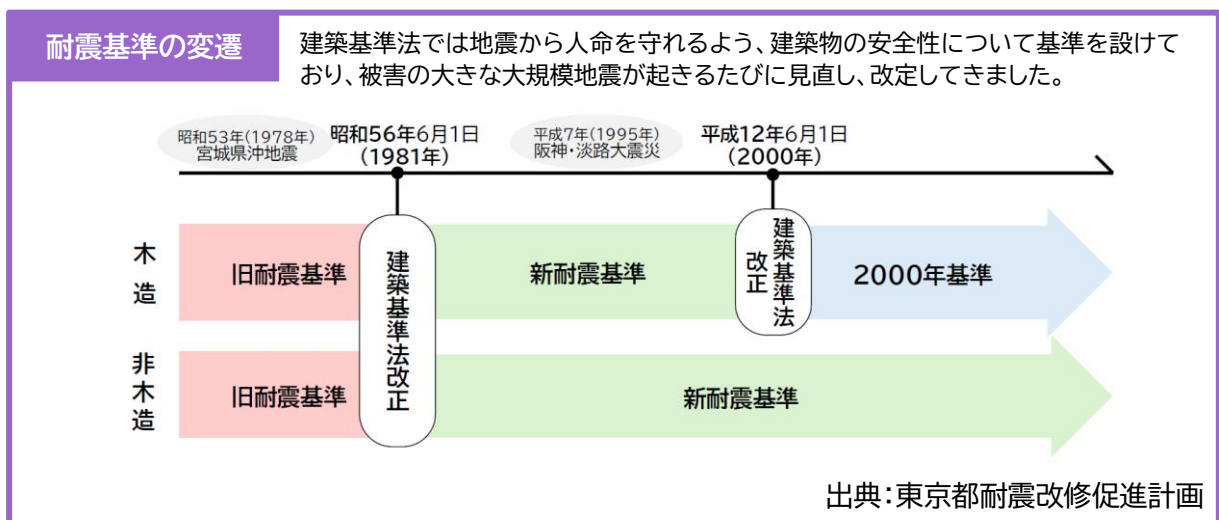 耐震基準の変遷
建築基準法では地震から人命を守れるよう、建築物の安全性について基準を設けて
おり、被害の大きな大規模地震が起きるたびに見直し、改定してきました。
昭和53年(1978年)
宮城県沖地震
昭和56年6月1日
(1981年)
平成7年(1995年)
阪神・淡路大震災
平成12年6月1日
(2000年)
木造
旧耐震基準
建築基準法改正
新耐震基準
建築基準法
改正
2000年基準
非木造
旧耐震基準
新耐震基準
出典：東京都耐震改修促進計画